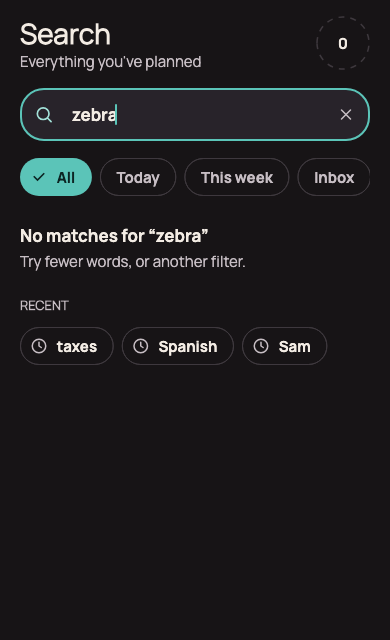 Search
Everything you've planned
0
zebra
All
Today
This week
Inbox
No matches for “zebra”
Try fewer words, or another filter.
RECENT
taxes
Spanish
Sam